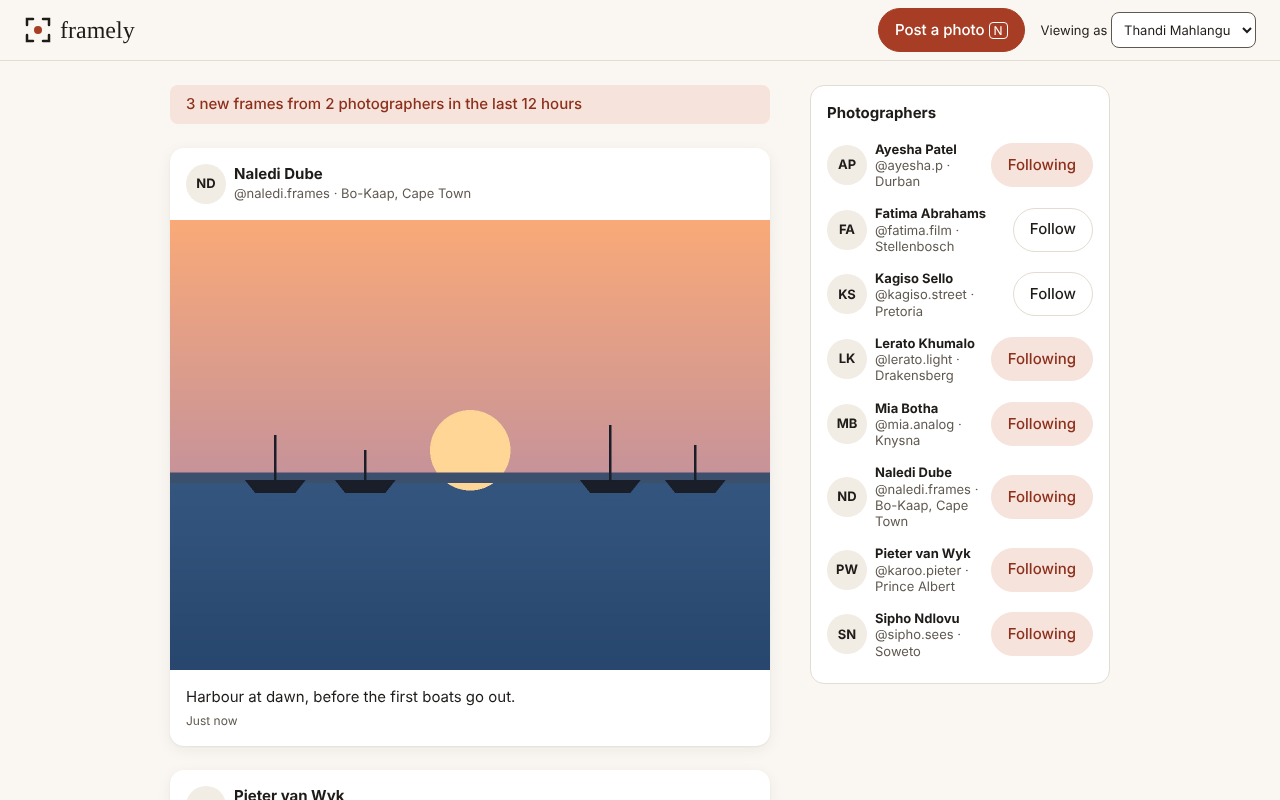 framely
Post a photo N
Viewing as Thandi Mahlangu
3 new frames from 2 photographers in the last 12 hours
ND
Naledi Dube
@naledi.frames · Bo-Kaap, Cape Town
Harbour at dawn, before the first boats go out.
Just now
Pieter van Wyk
Photographers
AP
Ayesha Patel
@ayesha.p ·
Durban
Following
FA
Fatima Abrahams
@fatima.film ·
Stellenbosch
Follow
KS
Kagiso Sello
@kagiso.street ·
Pretoria
Follow
LK
Lerato Khumalo
@lerato.light ·
Drakensberg
Following
MB
Mia Botha
@mia.analog ·
Knysna
Following
ND
Naledi Dube
@naledi.frames ·
Bo-Kaap, Cape
Town
Following
PW
Pieter van Wyk
@karoo.pieter ·
Prince Albert
Following
SN
Sipho Ndlovu
@sipho.sees ·
Soweto
Following